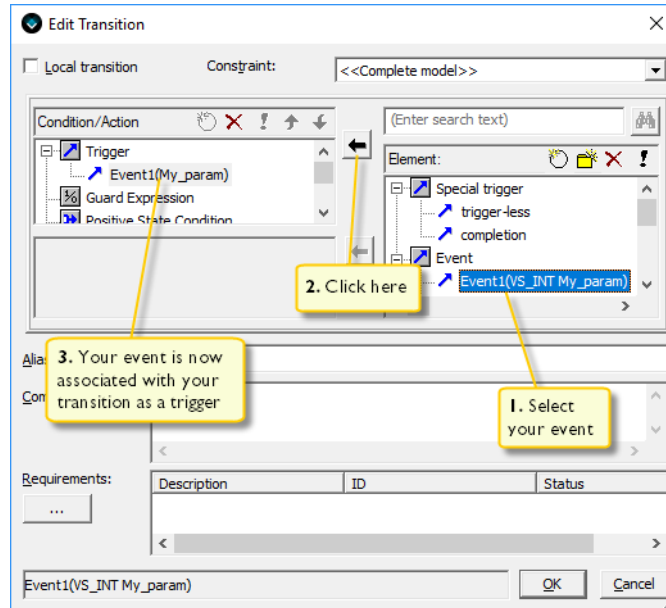 Edit Transition
Local transition
Constraint:
<<Complete model>>
Condition/Action
(Enter search text)
Trigger
Event1(My_param)
Guard Expression
Positive State Condition
Element:
Special trigger
trigger-less
completion
Event
Event1(VS_INT My_param)
2. Click here
3. Your event is now
associated with your
transition as a trigger
1. Select
your event
Requirements:
...
Description
ID
Status
Event1(VS_INT My_param)
OK
Cancel